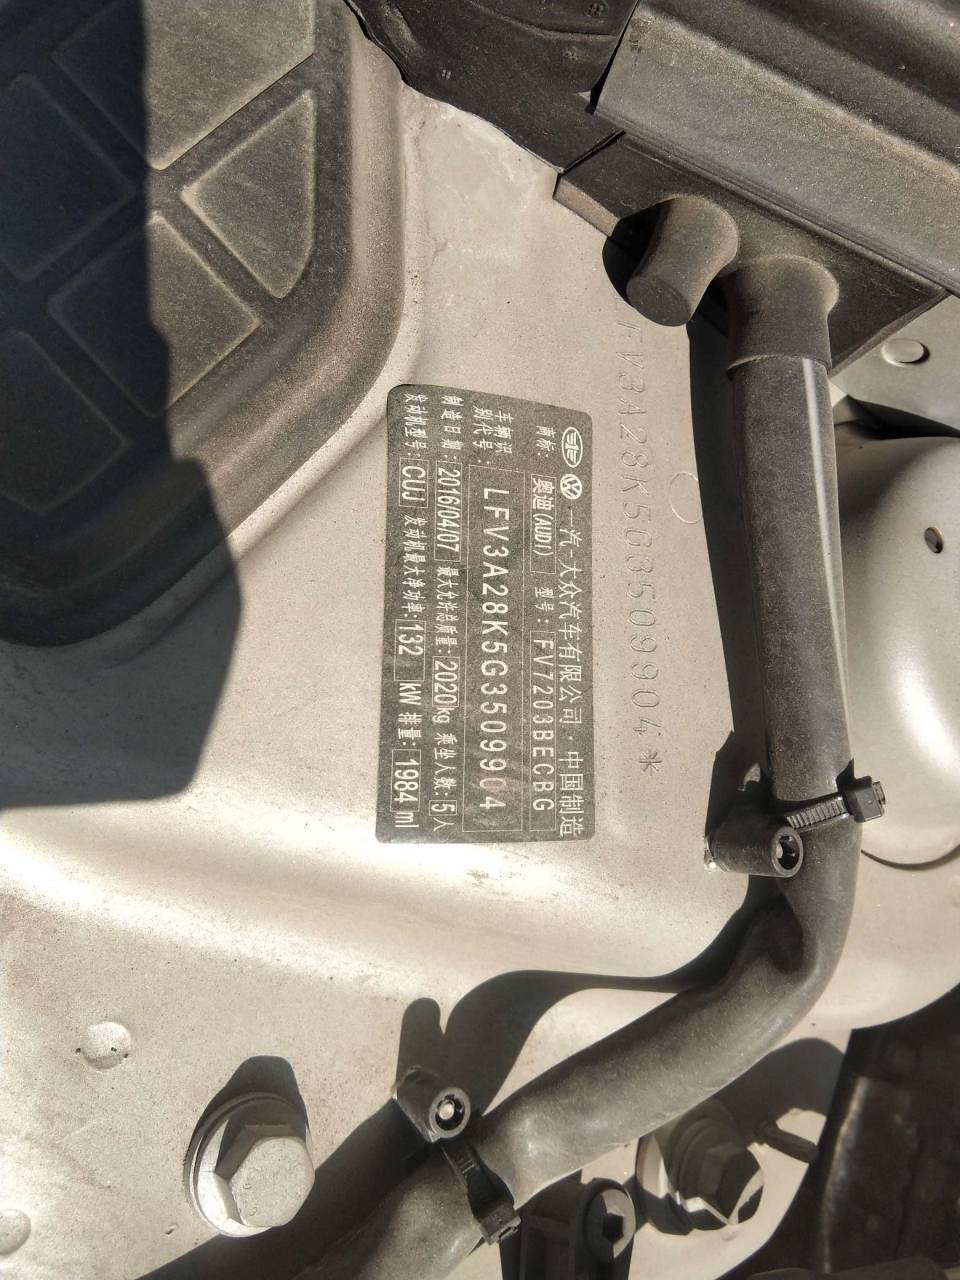 一汽-大众汽车有限公司·中国制造
商标: 奥迪(AUDI) 型号: FV7203BECBG
车辆识别代号: LFV3A28K5G3509904
制造日期: 2016/04/07 最大允许总质量: 2020kg 乘坐人数: 5人
发动机型号: CUJ 发动机最大净功率: 132 kW 排量: 1984 ml
FV3A28K5G3509904*